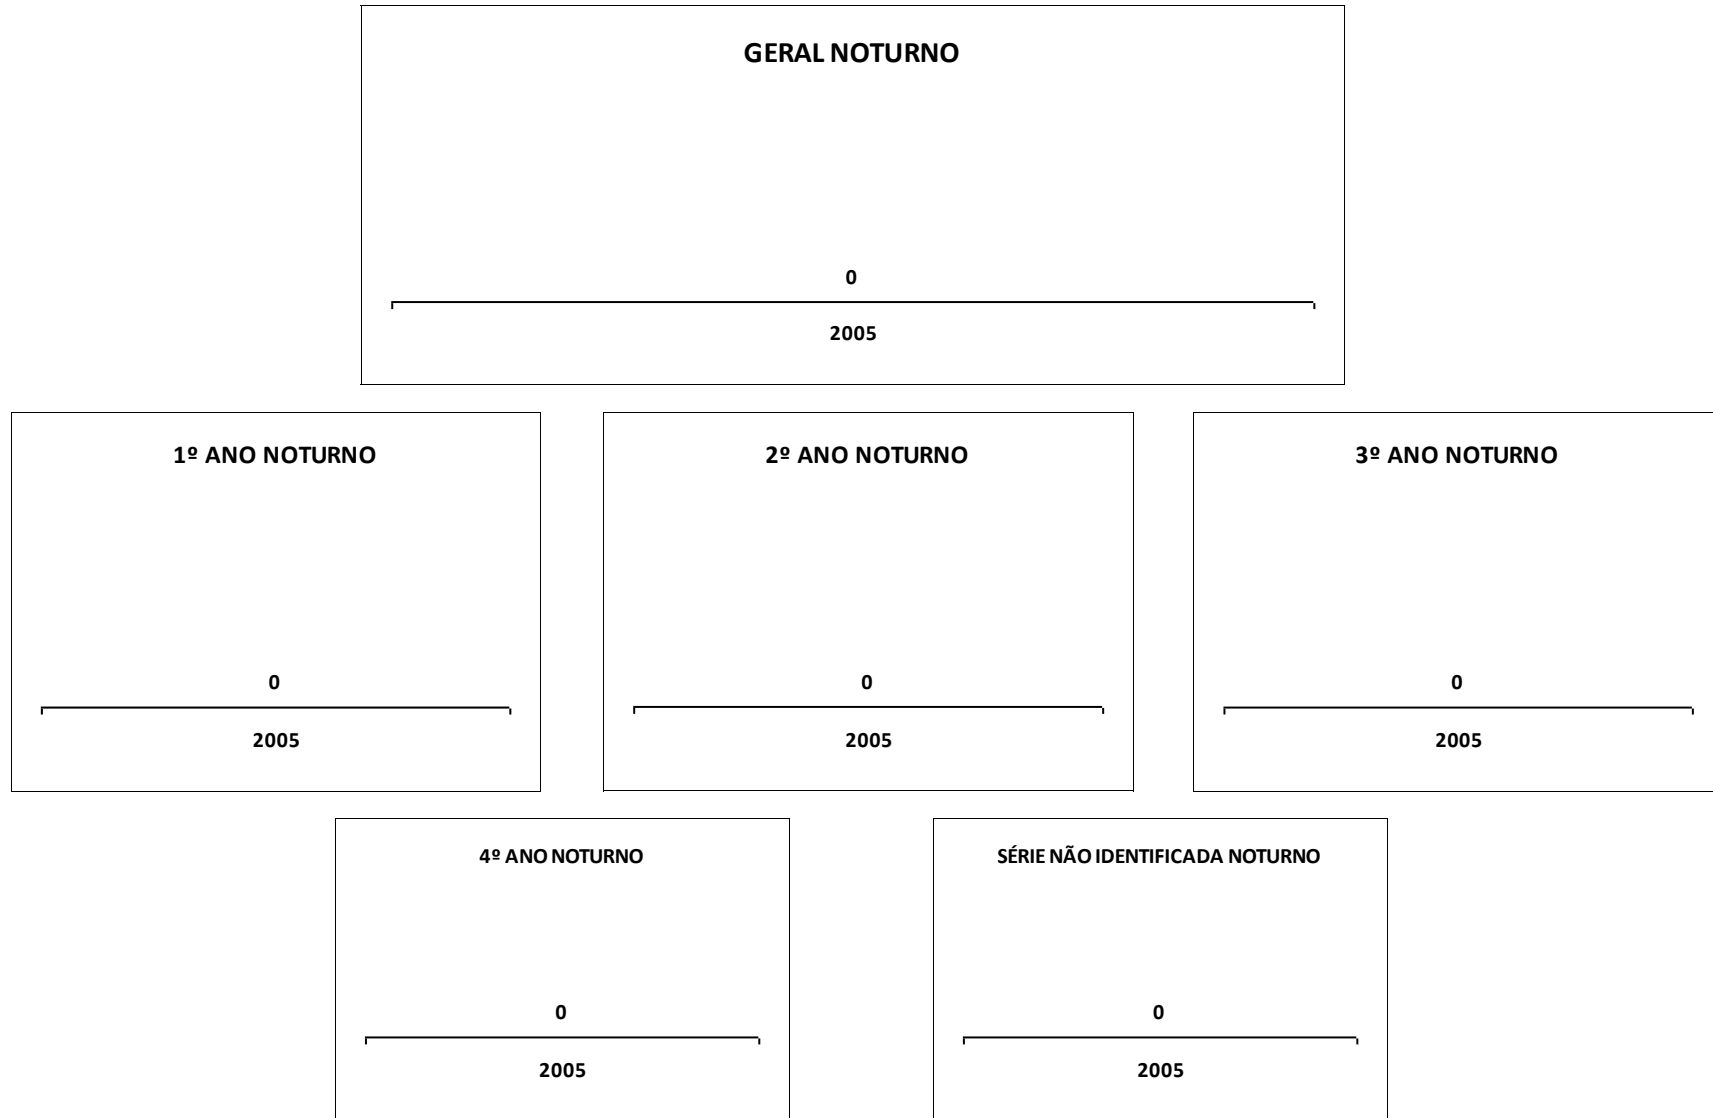 GERAL NOTURNO
0
2005
1º ANO NOTURNO
0
2005
2º ANO NOTURNO
0
2005
3º ANO NOTURNO
0
2005
4º ANO NOTURNO
0
2005
SÉRIE NÃO IDENTIFICADA NOTURNO
0
2005